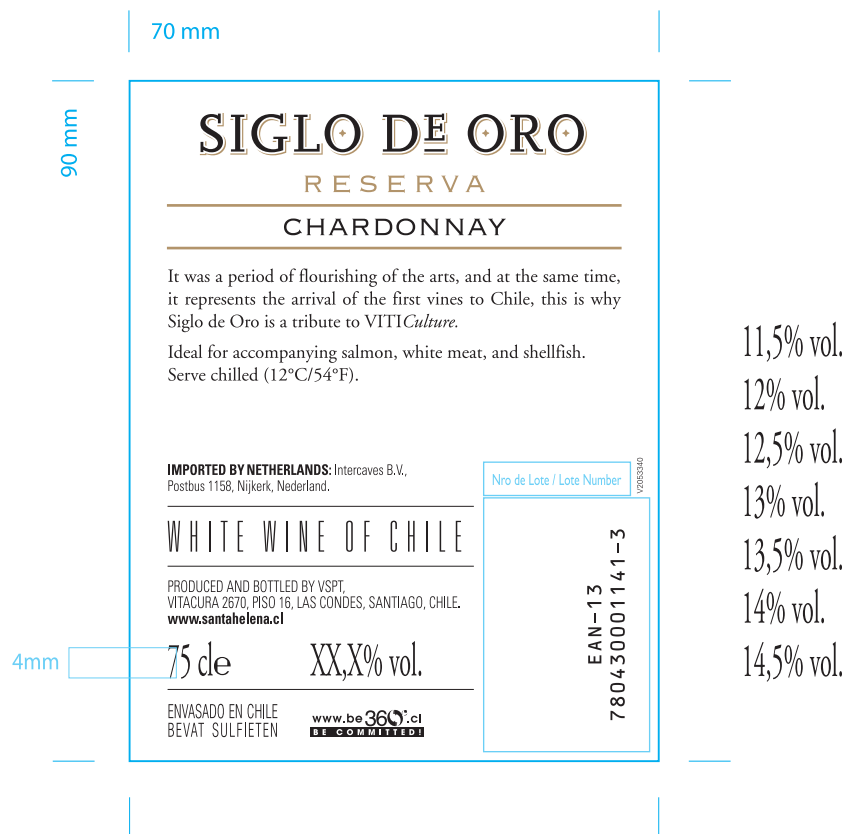 70 mm
90 mm
SIGLO DE ORO
RESERVA
CHARDONNAY
It was a period of flourishing of the arts, and at the same time,
it represents the arrival of the first vines to Chile, this is why
Siglo de Oro is a tribute to VITICulture.
Ideal for accompanying salmon, white meat, and shellfish.
Serve chilled (12°C/54°F).
IMPORTED BY NETHERLANDS: Intercaves B.V.,
Postbus 1158, Nijkerk, Nederland.
Nro de Lote / Lote Number
V2053340
WHITE WINE OF CHILE
PRODUCED AND BOTTLED BY VSPT,
VITACURA 2670, PISO 16, LAS CONDES, SANTIAGO, CHILE.
www.santahelena.cl
4mm
75 cl e
XX,X% vol.
ENVASADO EN CHILE
BEVAT SULFIETEN
www.be360°.cl
BE COMMITTED!
EAN-13
780430001141-3
11,5% vol.
12% vol.
12,5% vol.
13% vol.
13,5% vol.
14% vol.
14,5% vol.